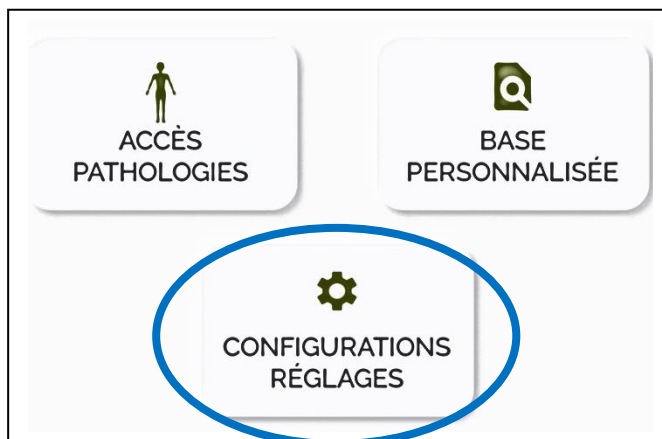 ACCÈS
PATHOLOGIES
BASE
PERSONNALISÉE
CONFIGURATIONS
RÉGLAGES